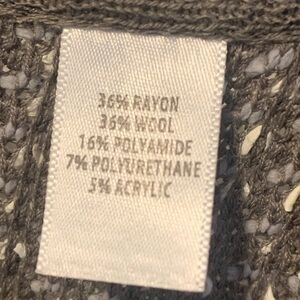 36% RAYON
36% WOOL
16% POLYAMIDE
7% POLYURETHANE
5% ACRYLIC